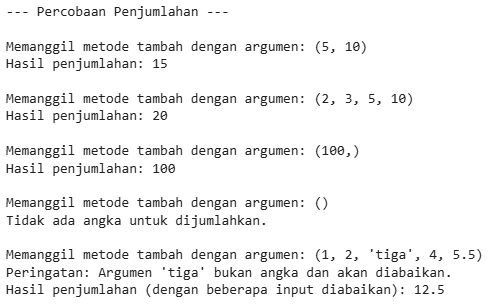 --- Percobaan Penjumlahan ---
Memanggil metode tambah dengan argumen: (5, 10)
Hasil penjumlahan: 15
Memanggil metode tambah dengan argumen: (2, 3, 5, 10)
Hasil penjumlahan: 20
Memanggil metode tambah dengan argumen: (100,)
Hasil penjumlahan: 100
Memanggil metode tambah dengan argumen: ()
Tidak ada angka untuk dijumlahkan.
Memanggil metode tambah dengan argumen: (1, 2, 'tiga', 4, 5.5)
Peringatan: Argumen 'tiga' bukan angka dan akan diabaikan.
Hasil penjumlahan (dengan beberapa input diabaikan): 12.5